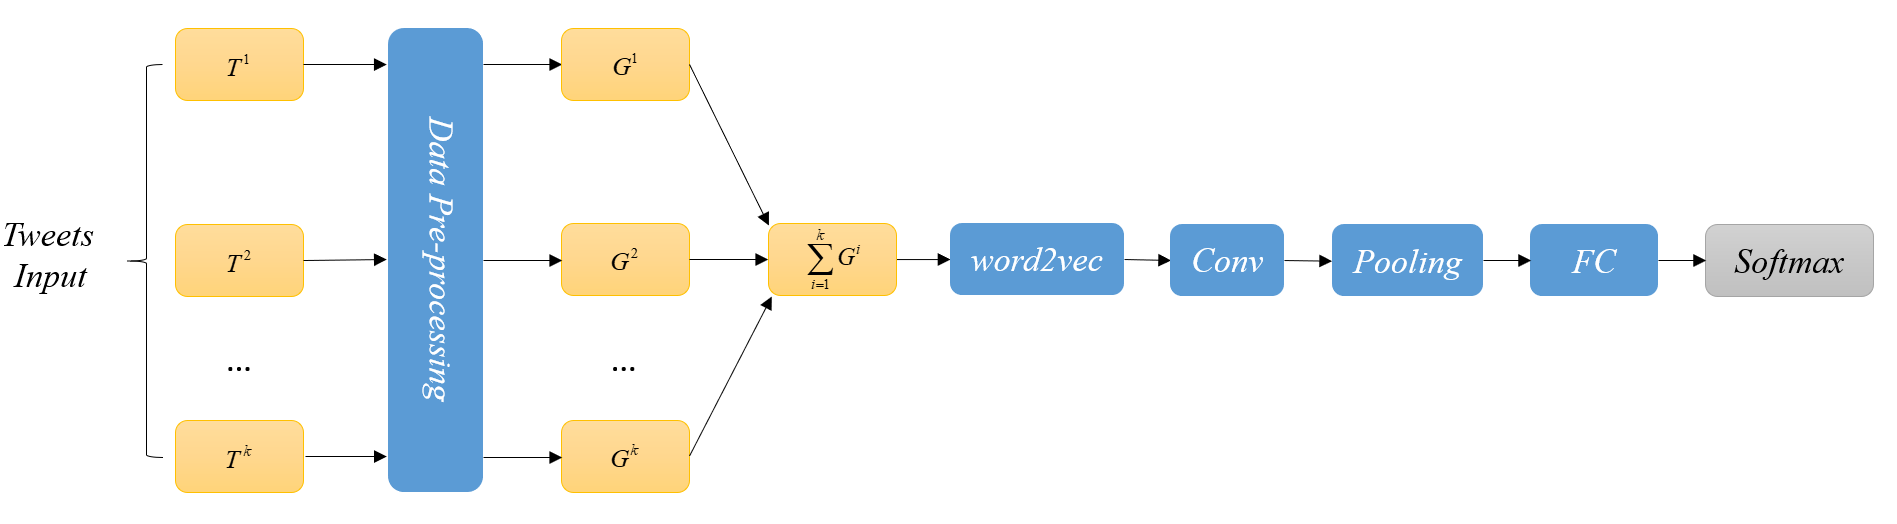 Tweets
Input
T^1
T^2
...
T^k
Data Pre-processing
G^1
G^2
...
G^k
\sum_{i=1}^{k} G^i
word2vec
Conv
Pooling
FC
Softmax